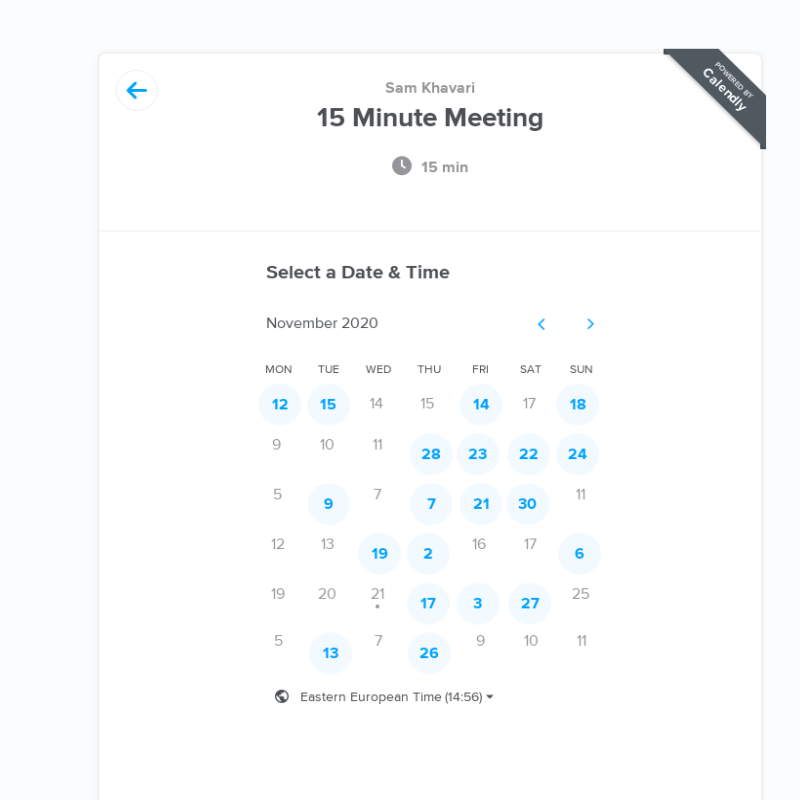 Sam Khavari
15 Minute Meeting
15 min
POWERED BY
Calendly
Select a Date & Time
November 2020
MON TUE WED THU FRI SAT SUN
12 15 14 15 14 17 18
9 10 11 28 23 22 24
5 9 7 7 21 30 11
12 13 19 2 16 17 6
19 20 21 17 3 27 25
5 13 7 26 9 10 11
Eastern European Time (14:56)